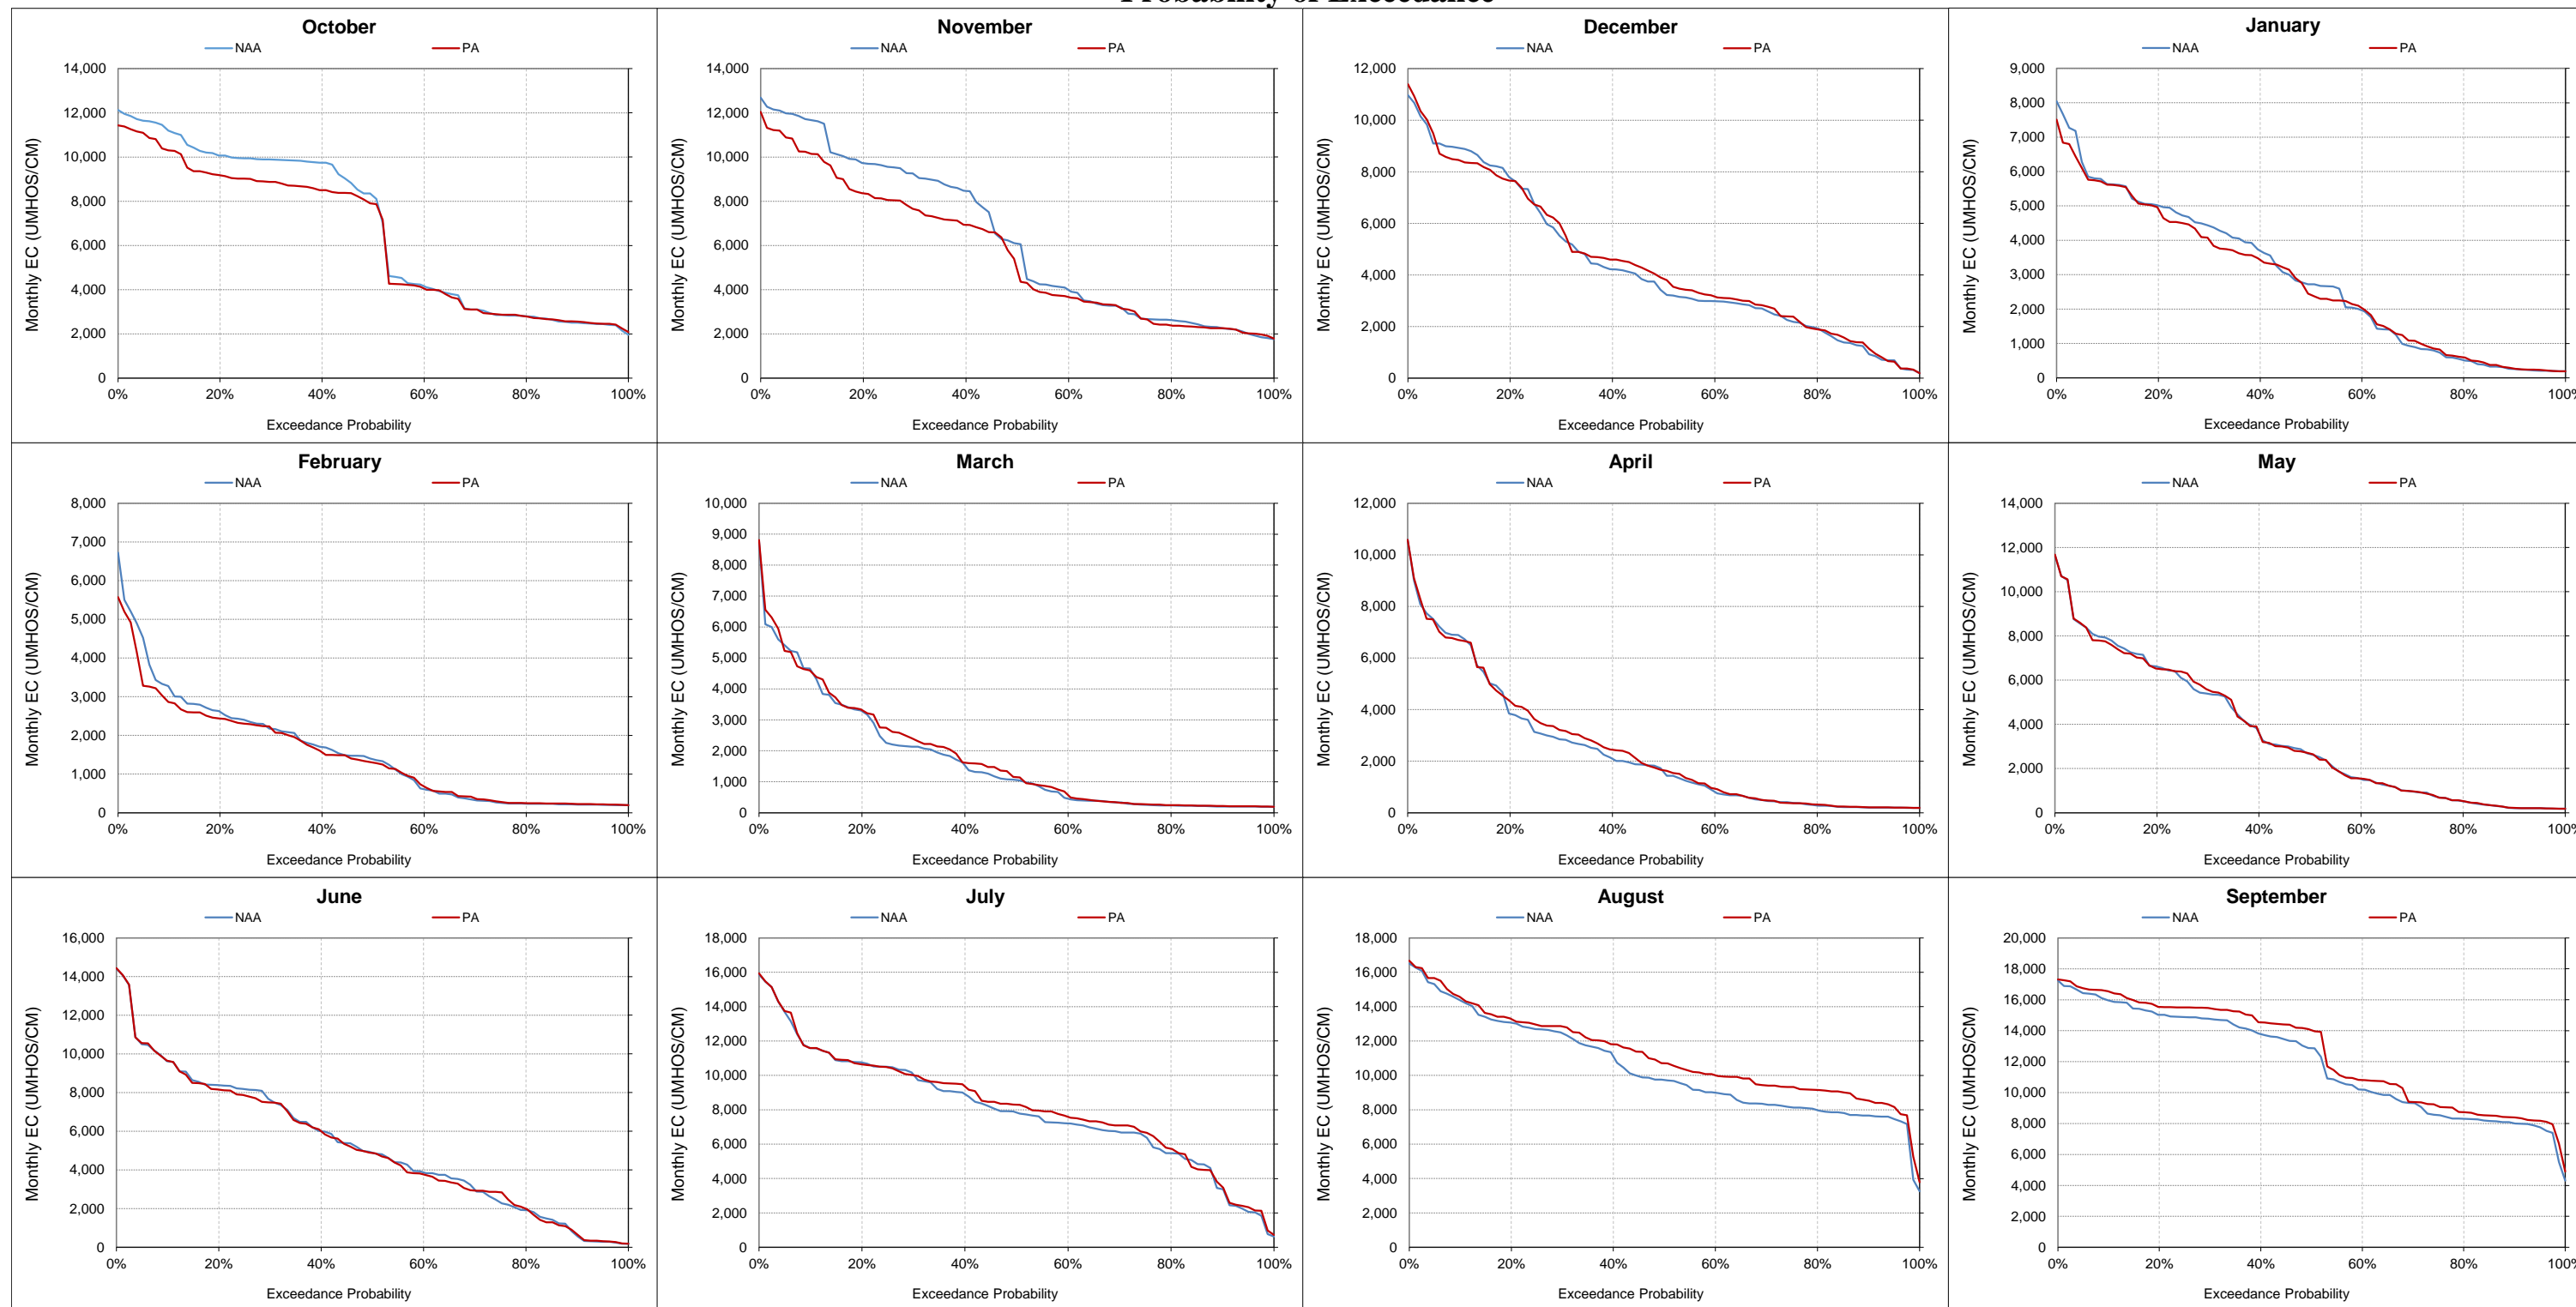 Probability of Exceedance
October
NAA PA
14,000
12,000
10,000
8,000
6,000
4,000
2,000
0
Monthly EC (UMHOS/CM)
0% 20% 40% 60% 80% 100%
Exceedance Probability
November
NAA PA
14,000
12,000
10,000
8,000
6,000
4,000
2,000
0
Monthly EC (UMHOS/CM)
0% 20% 40% 60% 80% 100%
Exceedance Probability
December
NAA PA
12,000
10,000
8,000
6,000
4,000
2,000
0
Monthly EC (UMHOS/CM)
0% 20% 40% 60% 80% 100%
Exceedance Probability
January
NAA PA
9,000
8,000
7,000
6,000
5,000
4,000
3,000
2,000
1,000
0
Monthly EC (UMHOS/CM)
0% 20% 40% 60% 80% 100%
Exceedance Probability
February
NAA PA
8,000
7,000
6,000
5,000
4,000
3,000
2,000
1,000
0
Monthly EC (UMHOS/CM)
0% 20% 40% 60% 80% 100%
Exceedance Probability
March
NAA PA
10,000
9,000
8,000
7,000
6,000
5,000
4,000
3,000
2,000
1,000
0
Monthly EC (UMHOS/CM)
0% 20% 40% 60% 80% 100%
Exceedance Probability
April
NAA PA
12,000
10,000
8,000
6,000
4,000
2,000
0
Monthly EC (UMHOS/CM)
0% 20% 40% 60% 80% 100%
Exceedance Probability
May
NAA PA
14,000
12,000
10,000
8,000
6,000
4,000
2,000
0
Monthly EC (UMHOS/CM)
0% 20% 40% 60% 80% 100%
Exceedance Probability
June
NAA PA
16,000
14,000
12,000
10,000
8,000
6,000
4,000
2,000
0
Monthly EC (UMHOS/CM)
0% 20% 40% 60% 80% 100%
Exceedance Probability
July
NAA PA
18,000
16,000
14,000
12,000
10,000
8,000
6,000
4,000
2,000
0
Monthly EC (UMHOS/CM)
0% 20% 40% 60% 80% 100%
Exceedance Probability
August
NAA PA
18,000
16,000
14,000
12,000
10,000
8,000
6,000
4,000
2,000
0
Monthly EC (UMHOS/CM)
0% 20% 40% 60% 80% 100%
Exceedance Probability
September
NAA PA
20,000
18,000
16,000
14,000
12,000
10,000
8,000
6,000
4,000
2,000
0
Monthly EC (UMHOS/CM)
0% 20% 40% 60% 80% 100%
Exceedance Probability